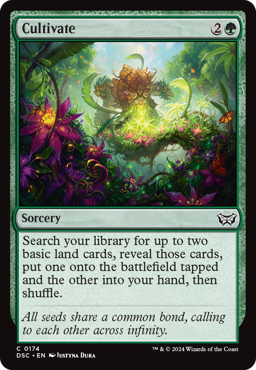 Cultivate 2
Sorcery
Search your library for up to two
basic land cards, reveal those cards,
put one onto the battlefield tapped
and the other into your hand, then
shuffle.
All seeds share a common bond, calling
to each other across infinity.
C 0174
DSC • EN Justyna Dura
™ & © 2024 Wizards of the Coast